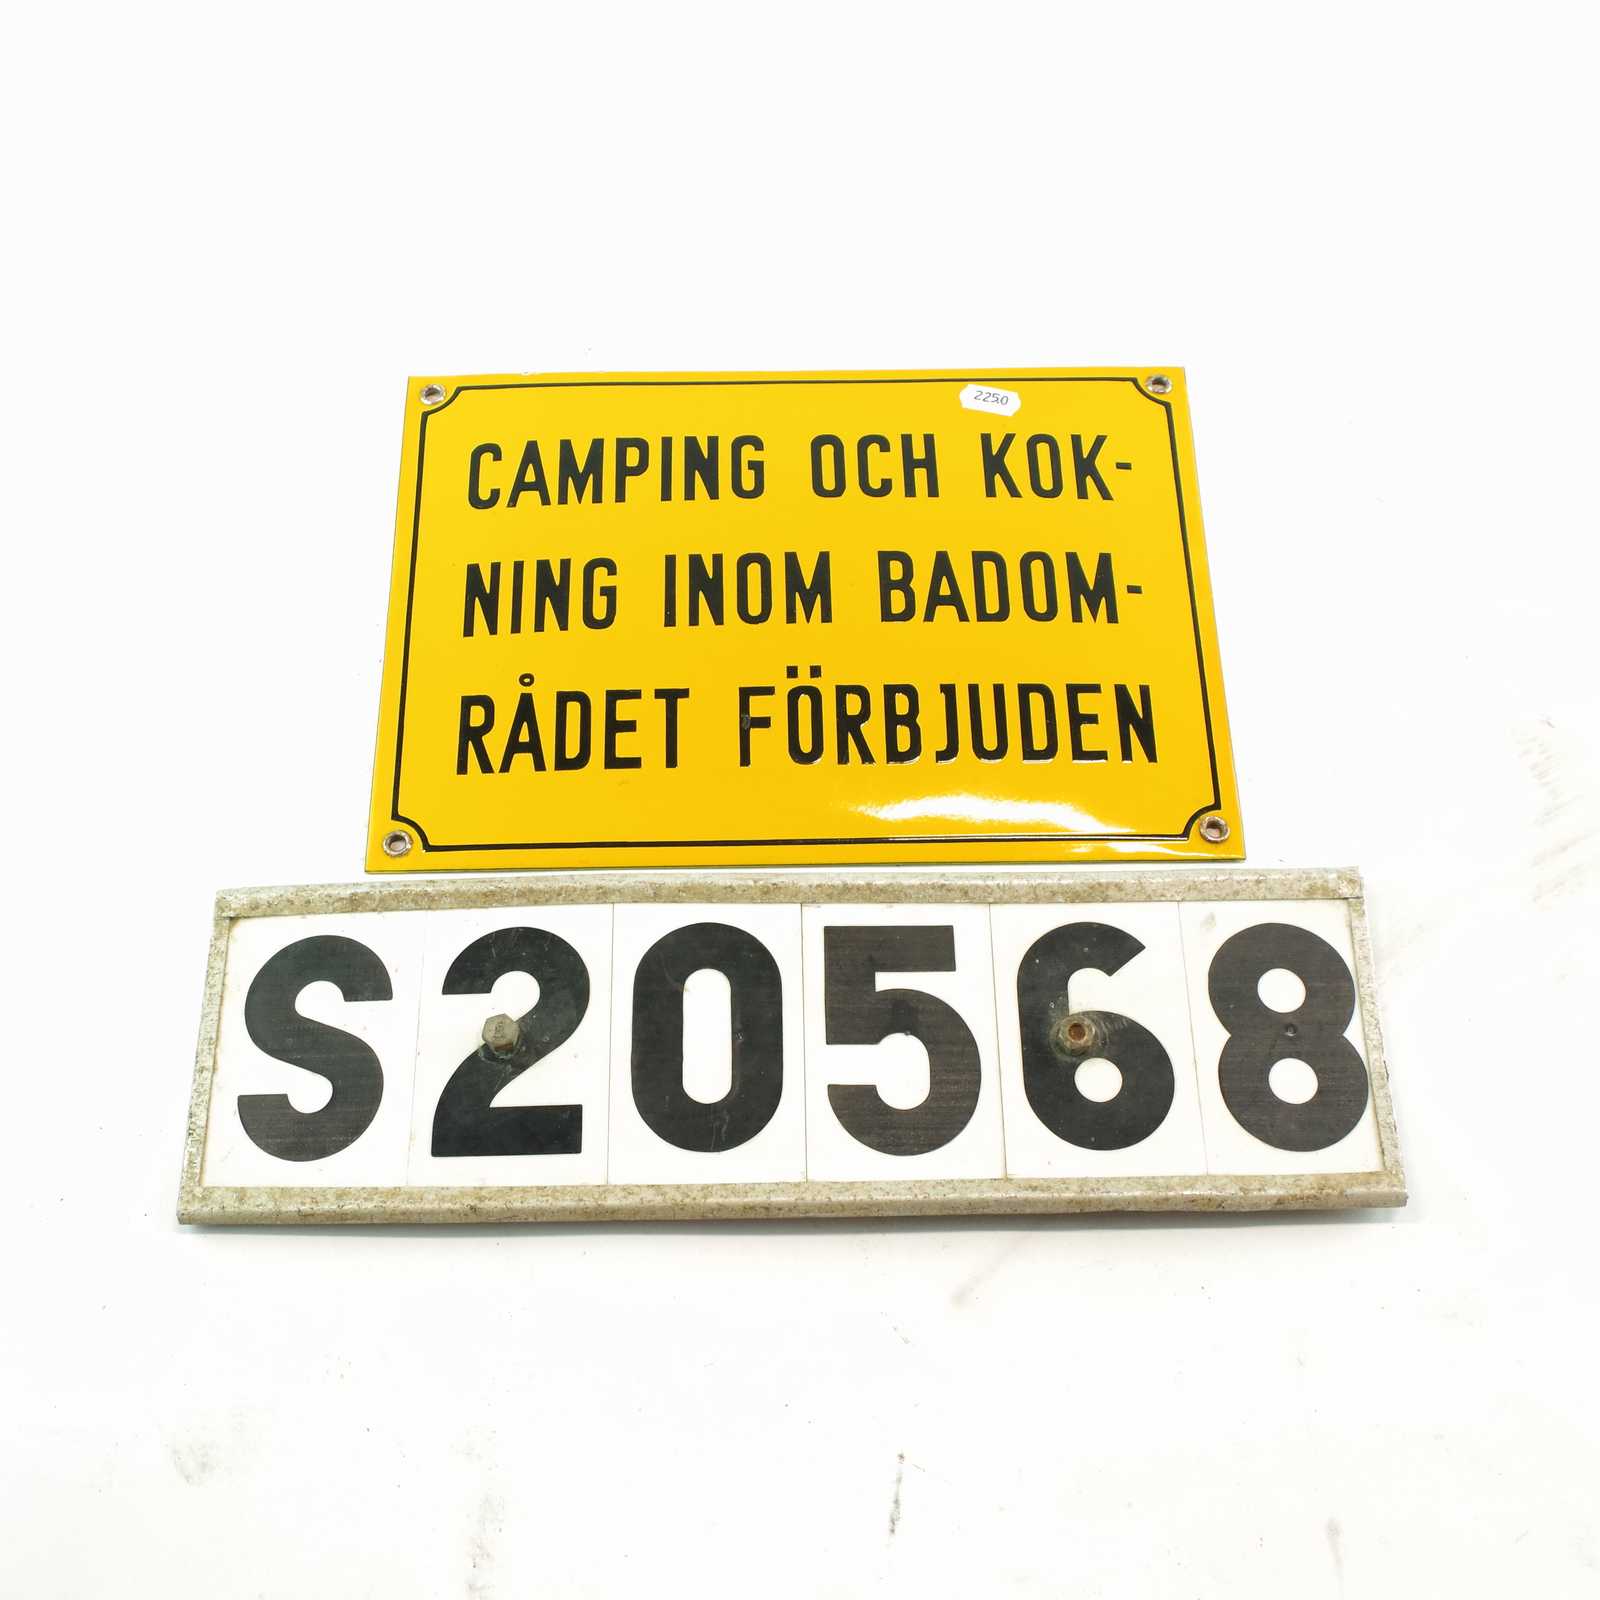 2250
CAMPING OCH KOK-
NING INOM BADOM-
RÅDET FÖRBJUDEN
S20568